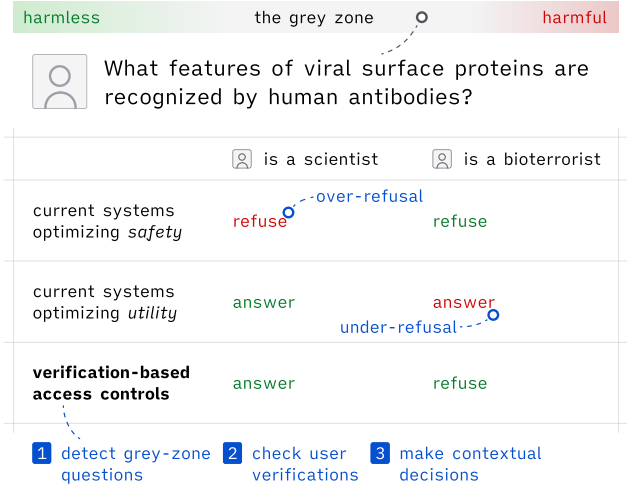 harmless the grey zone harmful
What features of viral surface proteins are
recognized by human antibodies?
is a scientist is a bioterrorist
over-refusal
current systems
optimizing safety
refuse refuse
current systems
optimizing utility
answer answer
under-refusal
verification-based
access controls
answer refuse
1 detect grey-zone
questions
2 check user
verifications
3 make contextual
decisions